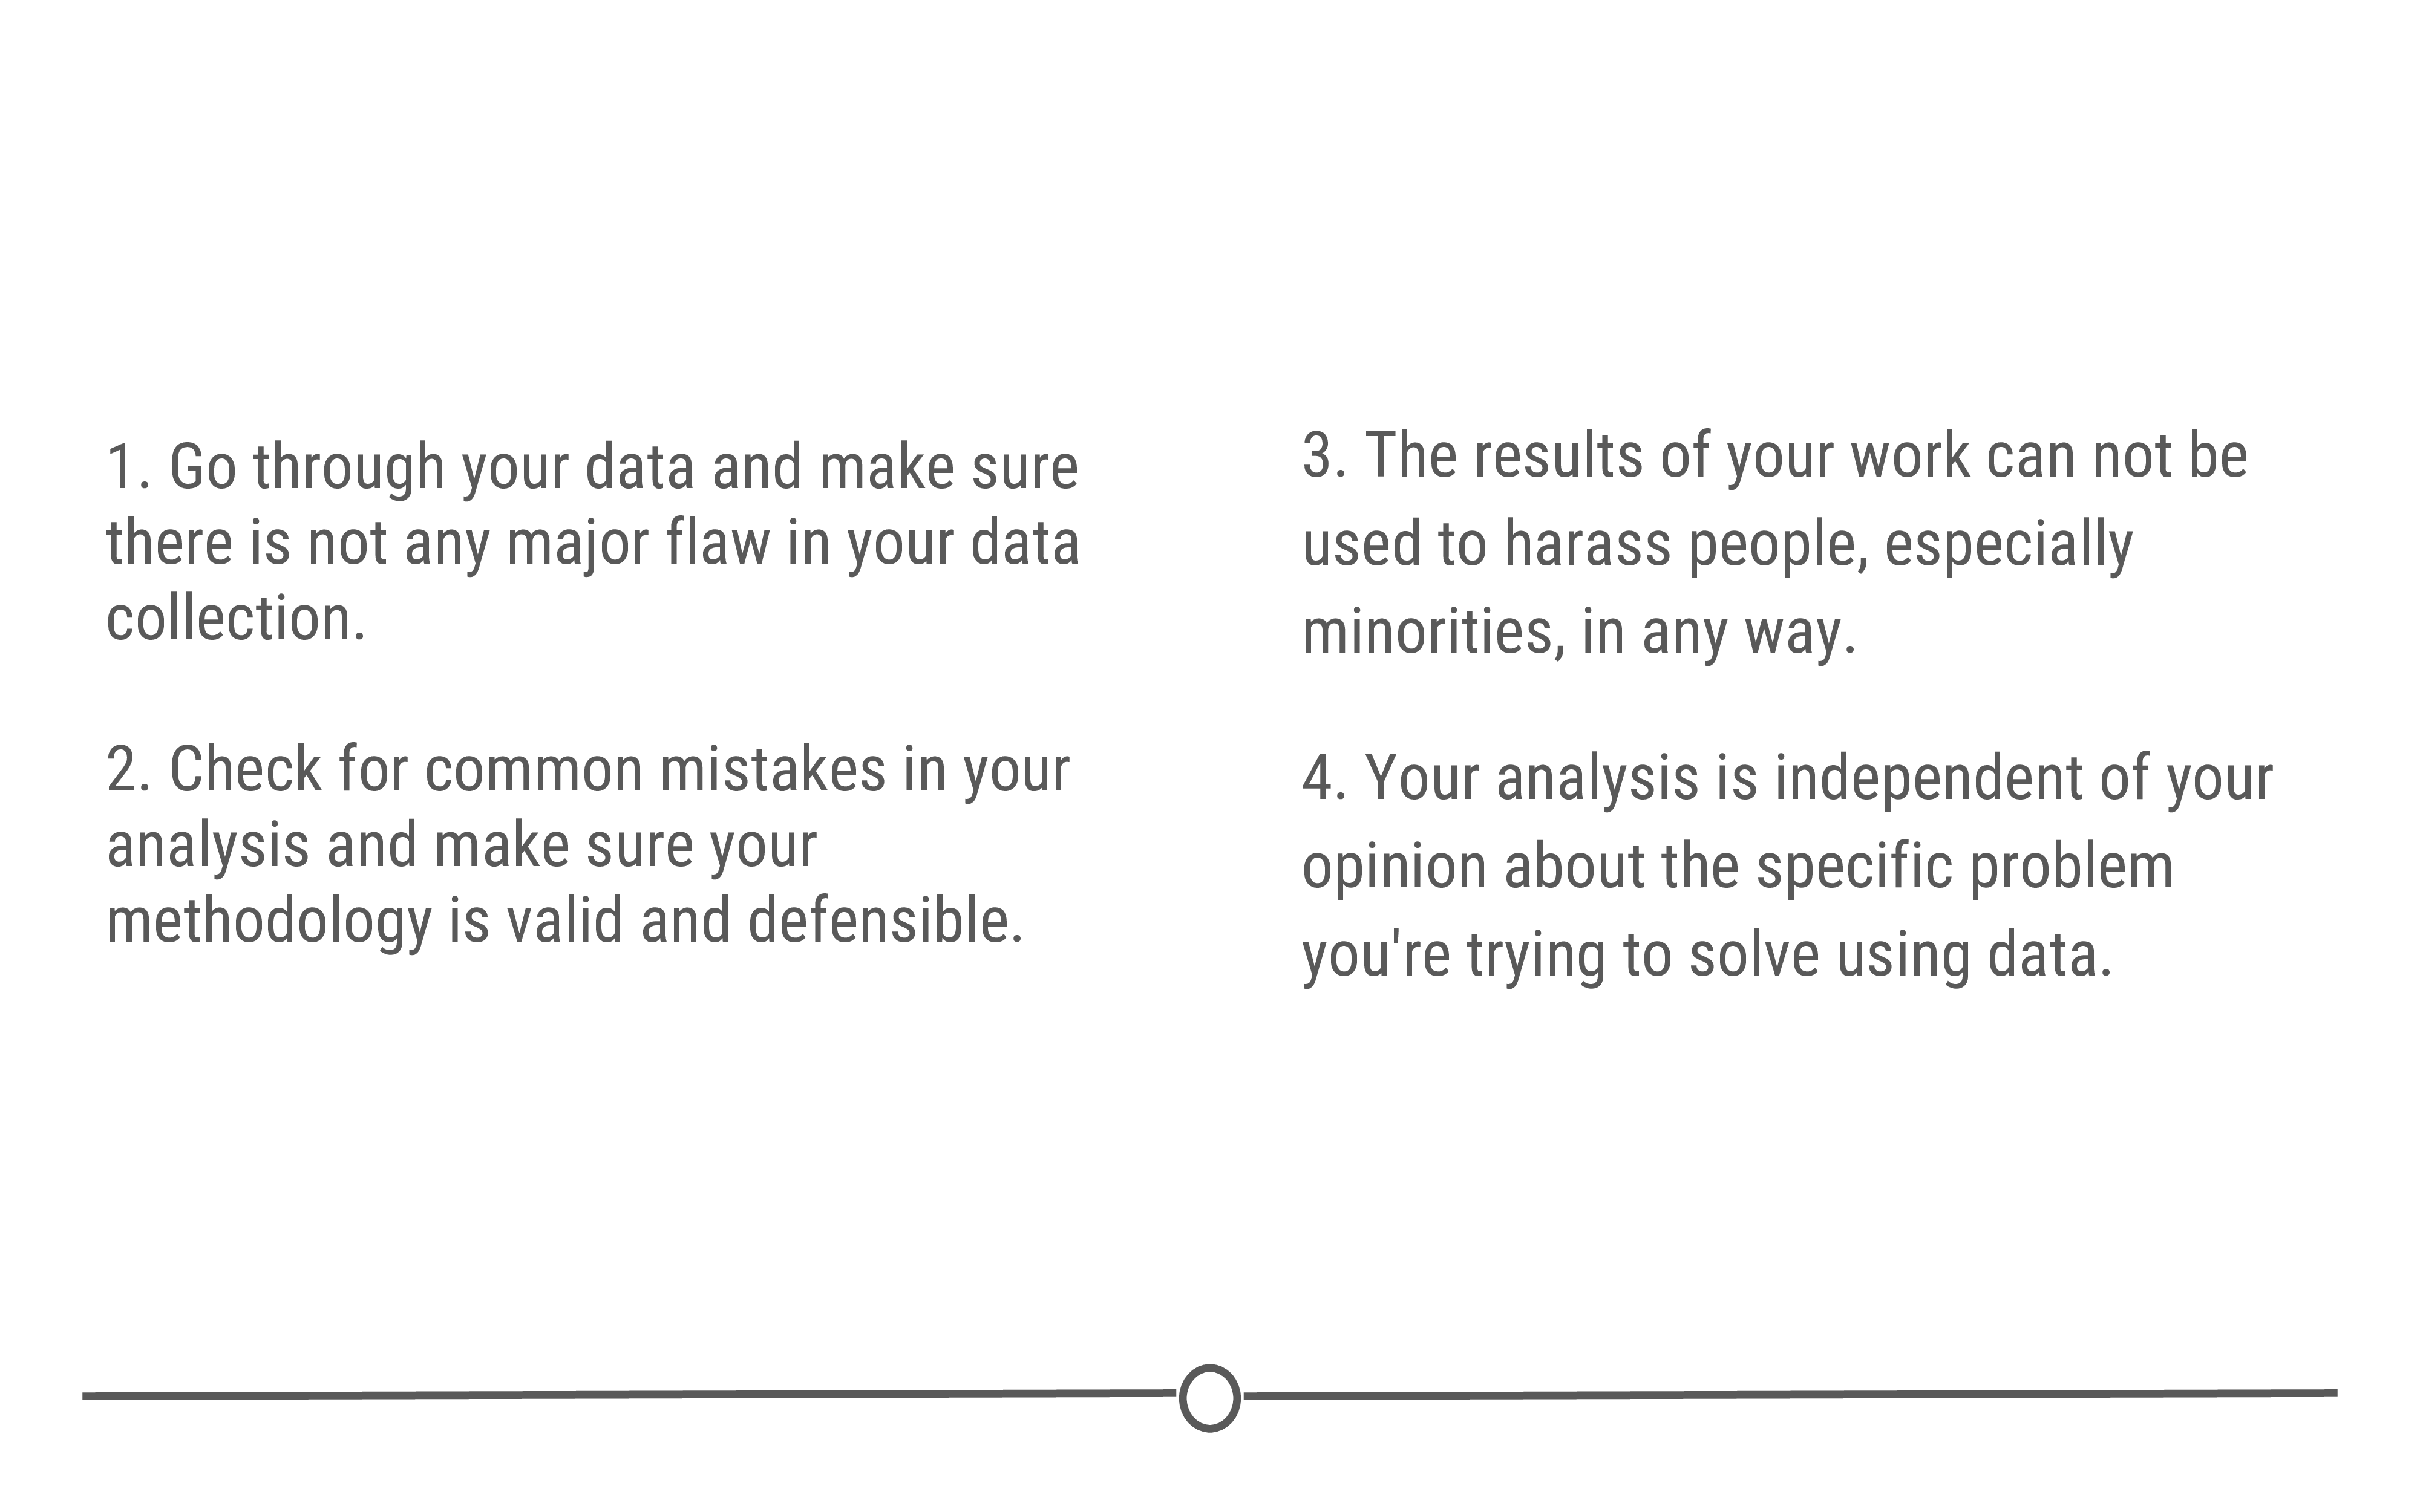 1. Go through your data and make sure
there is not any major flaw in your data
collection.
2. Check for common mistakes in your
analysis and make sure your
methodology is valid and defensible.
3. The results of your work can not be
used to harass people, especially
minorities, in any way.
4. Your analysis is independent of your
opinion about the specific problem
you're trying to solve using data.